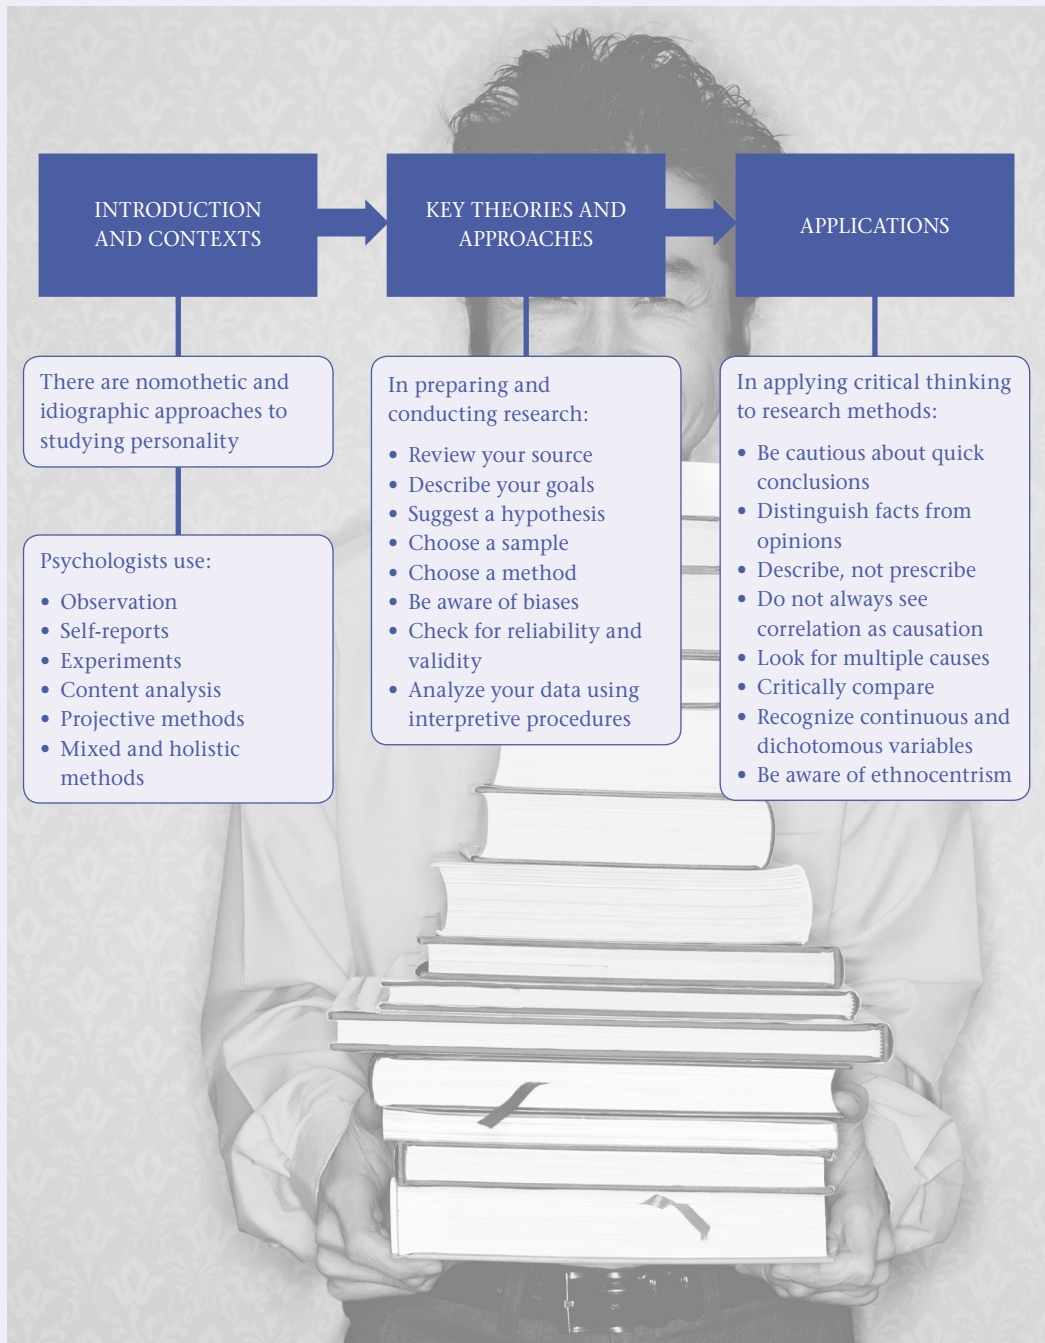 INTRODUCTION
AND CONTEXTS
KEY THEORIES AND
APPROACHES
APPLICATIONS
There are nomothetic and
idiographic approaches to
studying personality
Psychologists use:
• Observation
• Self-reports
• Experiments
• Content analysis
• Projective methods
• Mixed and holistic
methods
In preparing and
conducting research:
• Review your source
• Describe your goals
• Suggest a hypothesis
• Choose a sample
• Choose a method
• Be aware of biases
• Check for reliability and
validity
• Analyze your data using
interpretive procedures
In applying critical thinking
to research methods:
• Be cautious about quick
conclusions
• Distinguish facts from
opinions
• Describe, not prescribe
• Do not always see
correlation as causation
• Look for multiple causes
• Critically compare
• Recognize continuous and
dichotomous variables
• Be aware of ethnocentrism